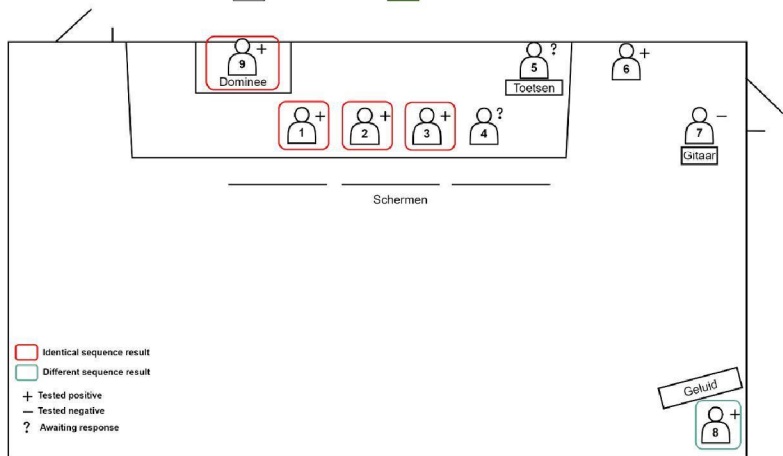 9 +
Dominee
5 ?
Toetsen
6 +
1 +
2 +
3 +
4 ?
7 –
Gitaar
Schermen
Identical sequence result
Different sequence result
+ Tested positive
– Tested negative
? Awaiting response
Geluid
8 +